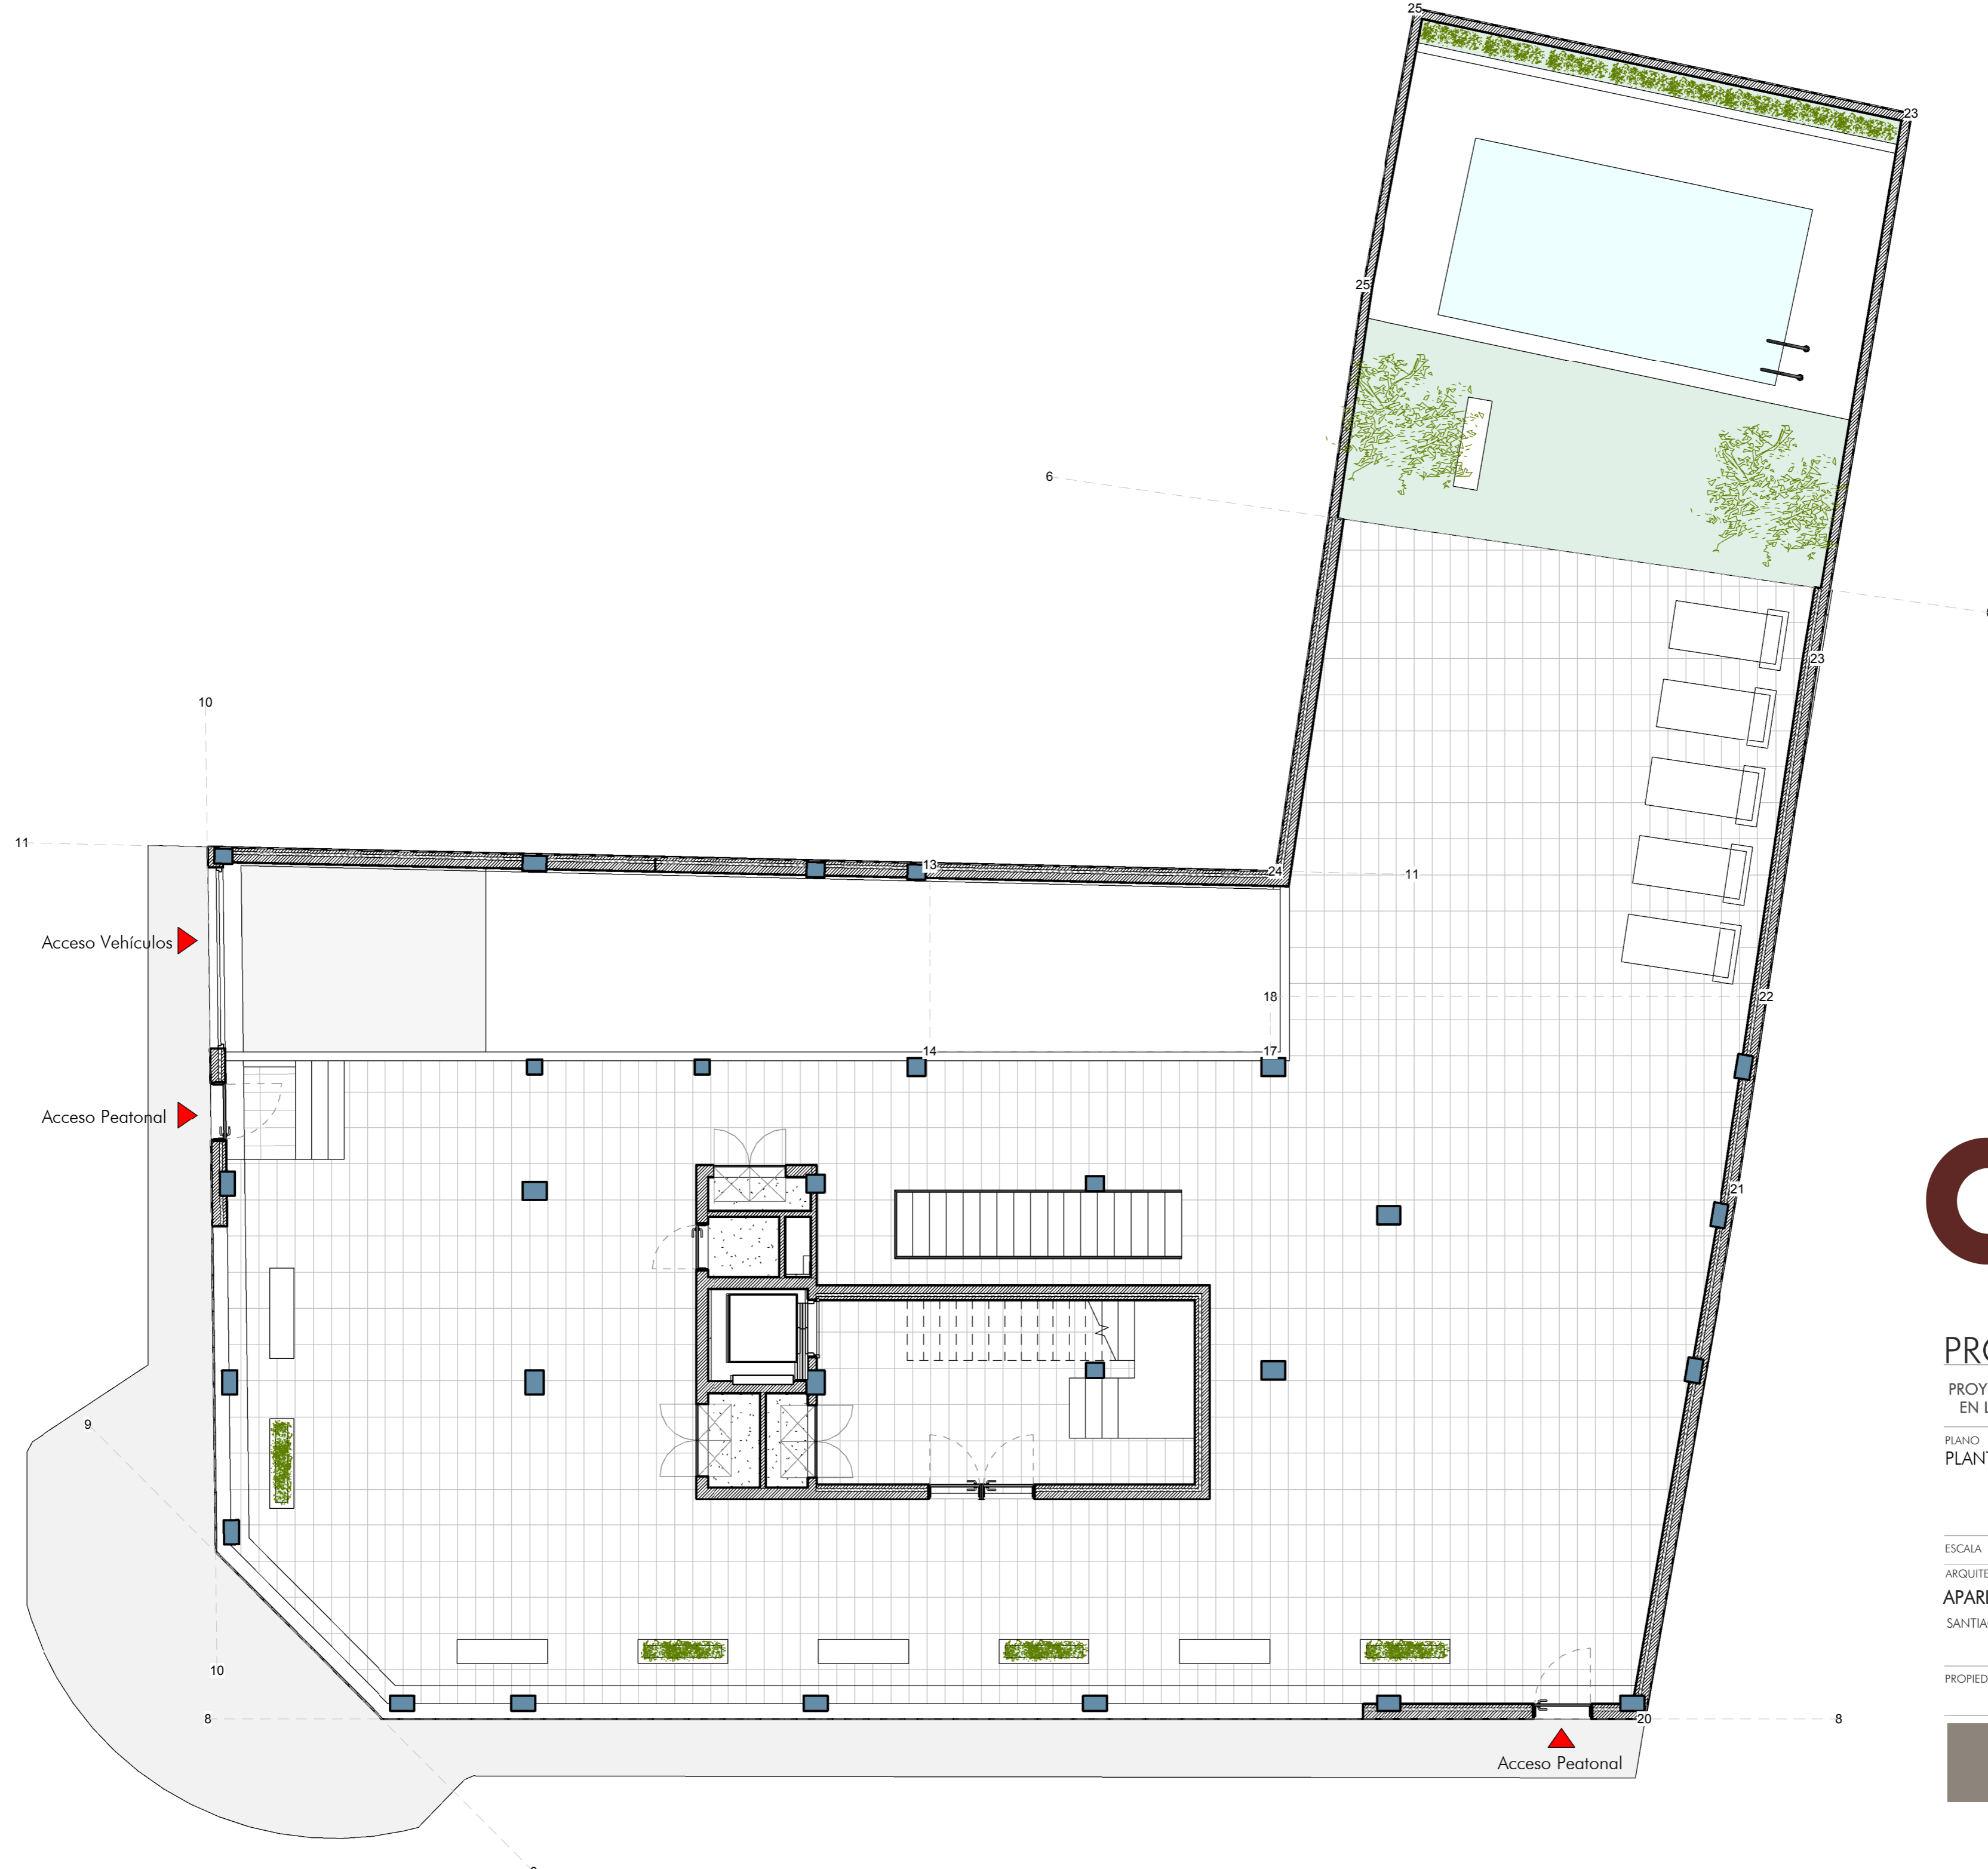 25
23
25
6
23
10
11
13
24
11
Acceso Vehículos
18
22
14
17
Acceso Peatonal
21
PRO
PROY
EN L
9
PLANO
PLAN
ESCALA
ARQUITE
APAR
SANTIA
10
PROPIED
8
20
8
Acceso Peatonal